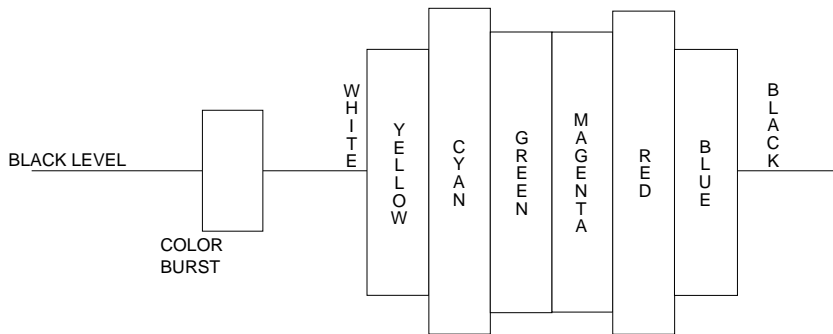 BLACK LEVEL
COLOR
BURST
WHITE
YELLOW
CYAN
GREEN
MAGENTA
RED
BLUE
BLACK